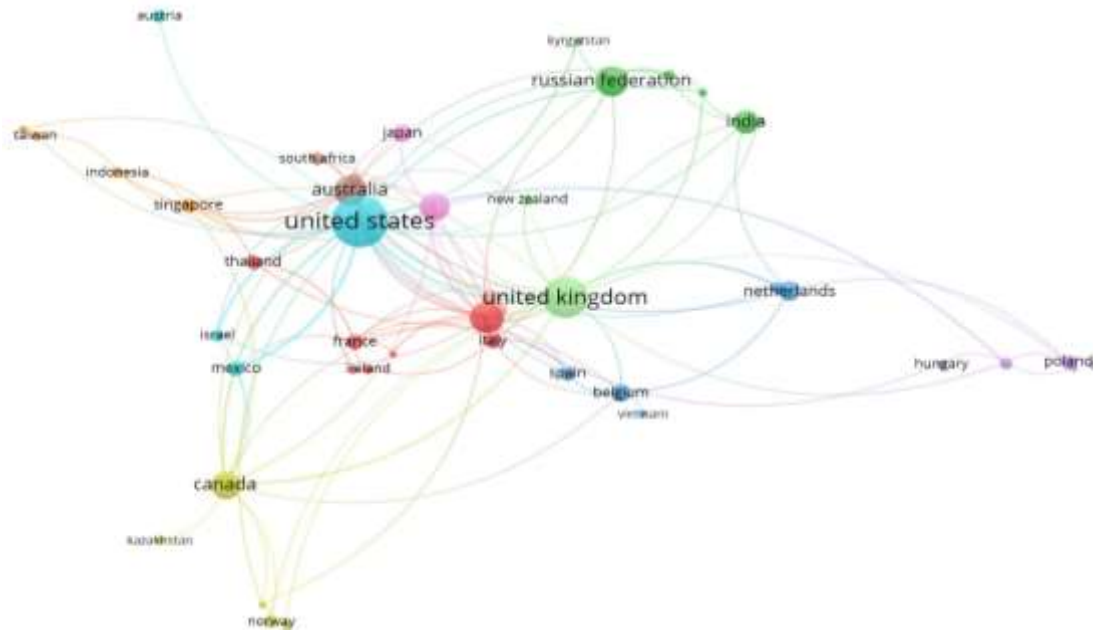 austria
kyrgyzstan
russian federation
india
japan
taiwan
south africa
indonesia
australia
new zealand
singapore
united states
thailand
netherlands
united kingdom
israel
france
italy
hungary
poland
mexico
ireland
spain
belgium
vietnam
canada
kazakhstan
norway